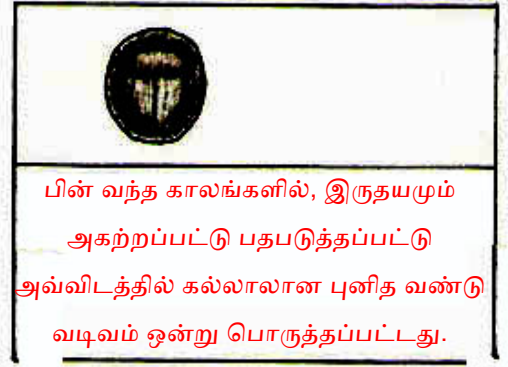 பின் வந்த காலங்களில், இருதயமும்
அகற்றப்பட்டு பதபடுத்தப்பட்டு
அவ்விடத்தில் கல்லாலான புனித வண்டு
வடிவம் ஒன்று பொருத்தப்பட்டது.